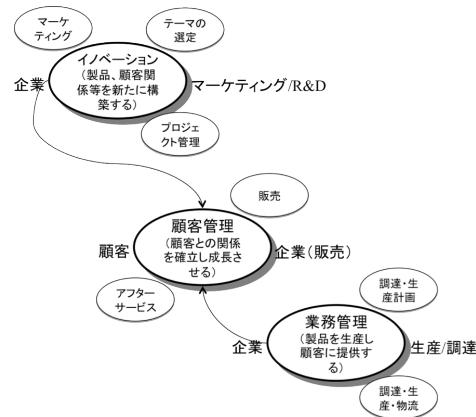 マーケ
ティング
テーマの
選定
イノベーション
(製品、顧客関
係等を新たに構
築する)
企業
マーケティング/R&D
プロジェ
クト管理
販売
顧客管理
(顧客との関係
を確立し成長さ
せる)
顧客
企業(販売)
アフター
サービス
調達・生
産計画
業務管理
(製品を生産し
顧客に提供す
る)
企業
生産/調達
調達・生
産・物流